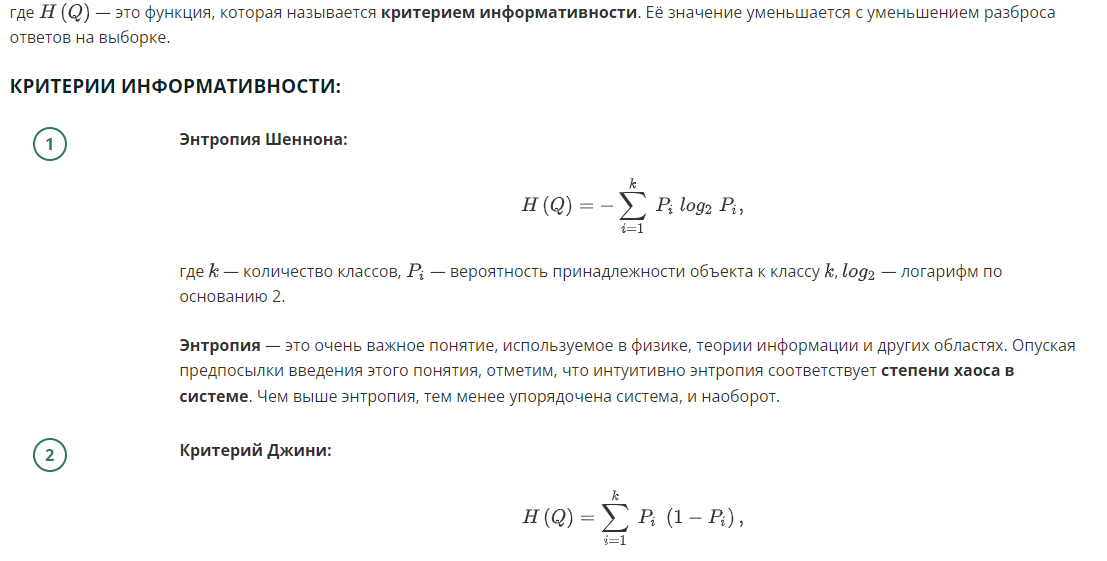 где H (Q) — это функция, которая называется критерием информативности. Её значение уменьшается с уменьшением разброса
ответов на выборке.
КРИТЕРИИ ИНФОРМАТИВНОСТИ:
1
Энтропия Шеннона:
H (Q) = − ∑_{i=1}^{k} P_i log_2 P_i,
где k — количество классов, P_i — вероятность принадлежности объекта к классу k, log_2 — логарифм по
основанию 2.
Энтропия — это очень важное понятие, используемое в физике, теории информации и других областях. Опуская
предпосылки введения этого понятия, отметим, что интуитивно энтропия соответствует степени хаоса в
системе. Чем выше энтропия, тем менее упорядочена система, и наоборот.
2
Критерий Джини:
H (Q) = ∑_{i=1}^{k} P_i (1 − P_i),